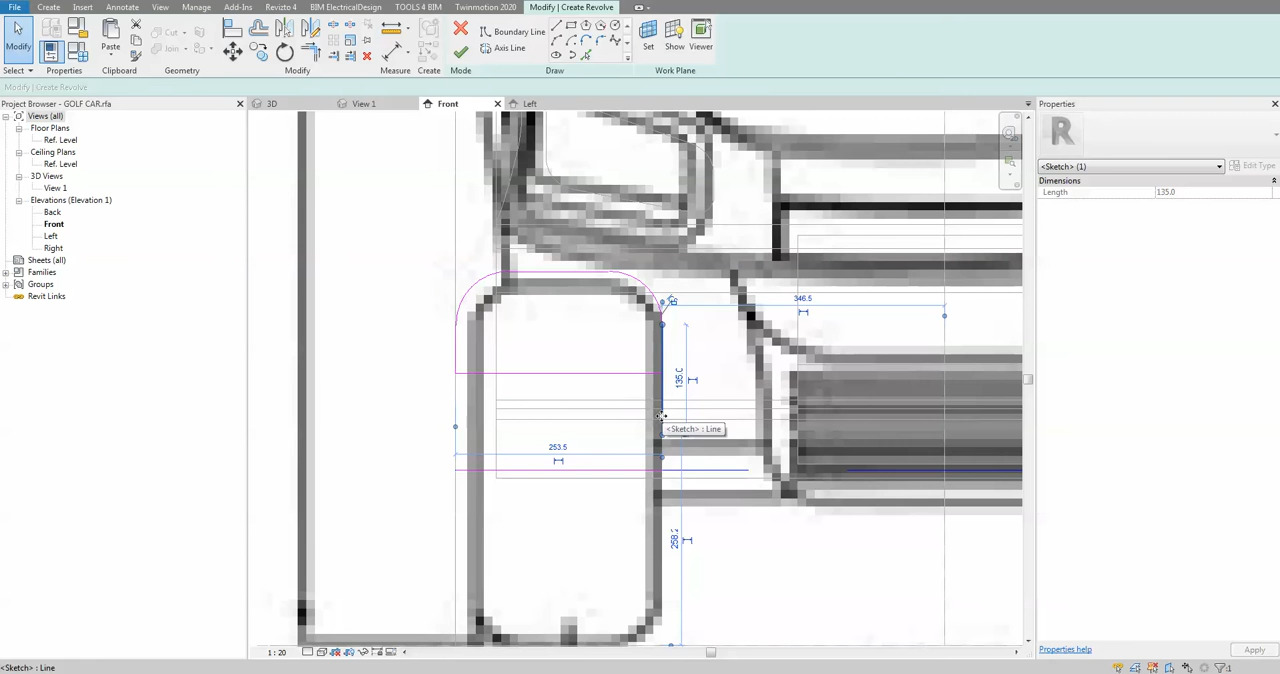 File Create Insert Annotate View Manage Add-Ins Revizto 4 BIM ElectricalDesign TOOLS 4 BIM Twinmotion 2020 Modify | Create Revolve
Modify
Paste
Cut
Join
Boundary Line
Axis Line
Set Show Viewer
Select Properties Clipboard Geometry Modify Measure Create Mode Draw Work Plane
Modify | Create Revolve
Project Browser - GOLF CAR.rfa
3D View 1 Front Left
Properties
Views (all)
Floor Plans
Ref. Level
Ceiling Plans
Ref. Level
3D Views
View 1
Elevations (Elevation 1)
Back
Front
Left
Right
Sheets (all)
Families
Groups
Revit Links
346.5
135.0
<Sketch> : Line
253.5
1 : 20
R
<Sketch> (1)
Edit Type
Dimensions
Length 135.0
Properties help
Apply
<Sketch> : Line
:1